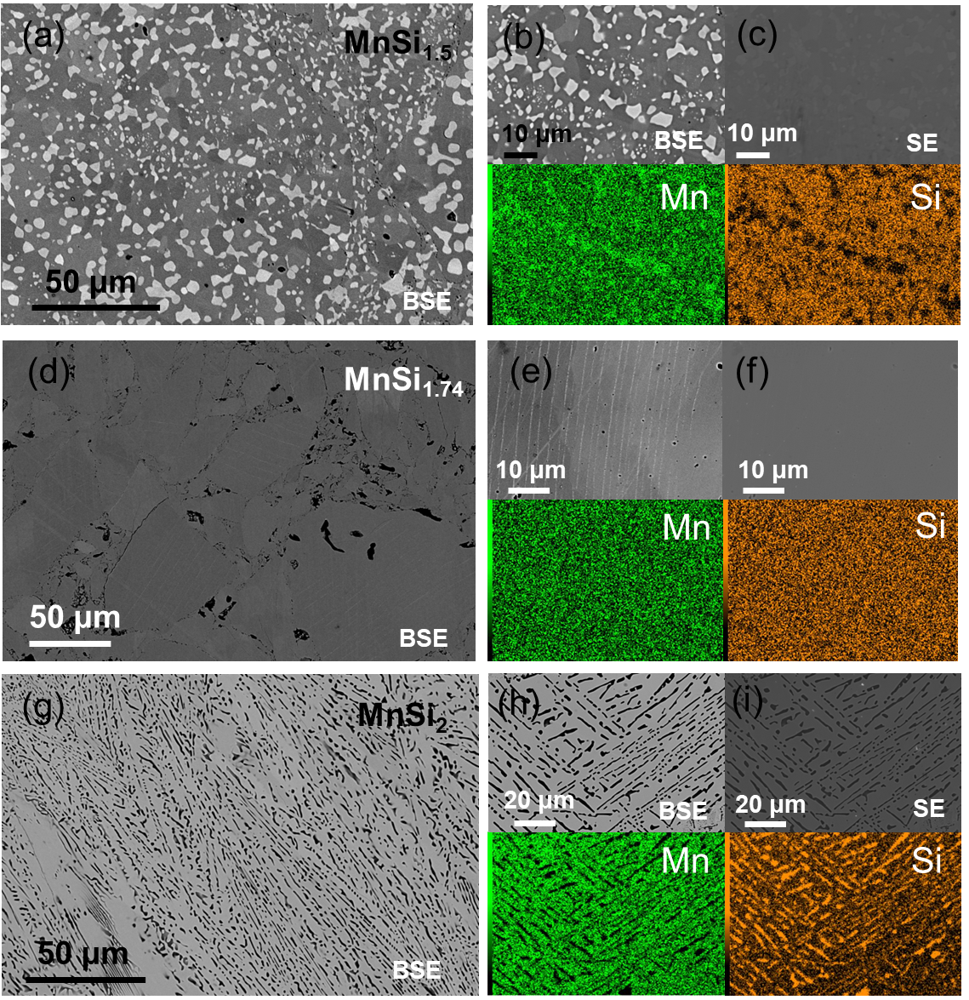 (a)
MnSi1.5
50 µm
BSE
(b)
10 µm
BSE
(c)
10 µm
SE
Mn
Si
(d)
MnSi1.74
50 µm
BSE
(e)
10 µm
(f)
10 µm
Mn
Si
(g)
MnSi2
50 µm
BSE
(h)
20 µm
BSE
(i)
20 µm
SE
Mn
Si